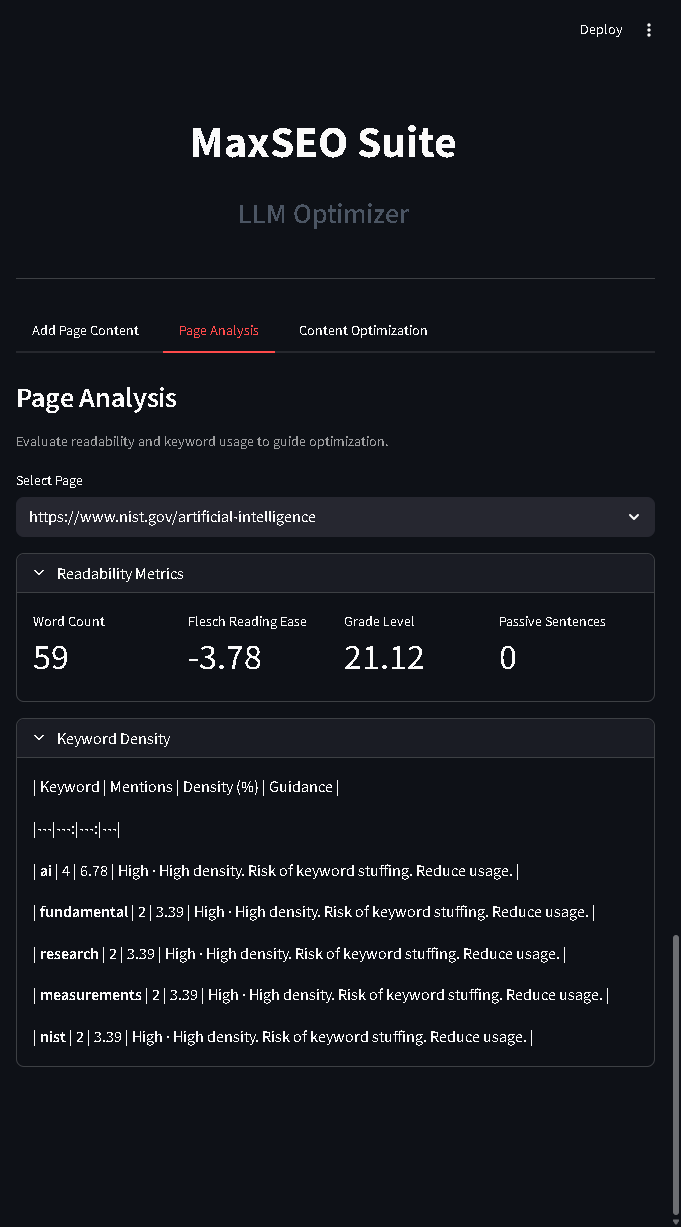 Deploy
MaxSEO Suite
LLM Optimizer
Add Page Content Page Analysis Content Optimization
Page Analysis
Evaluate readability and keyword usage to guide optimization.
Select Page
https://www.nist.gov/artificial-intelligence
Readability Metrics
Word Count Flesch Reading Ease Grade Level Passive Sentences
59 -3.78 21.12 0
Keyword Density
| Keyword | Mentions | Density (%) | Guidance |
|---|---:|---:|---|
| ai | 4 | 6.78 | High · High density. Risk of keyword stuffing. Reduce usage. |
| fundamental | 2 | 3.39 | High · High density. Risk of keyword stuffing. Reduce usage. |
| research | 2 | 3.39 | High · High density. Risk of keyword stuffing. Reduce usage. |
| measurements | 2 | 3.39 | High · High density. Risk of keyword stuffing. Reduce usage. |
| nist | 2 | 3.39 | High · High density. Risk of keyword stuffing. Reduce usage. |